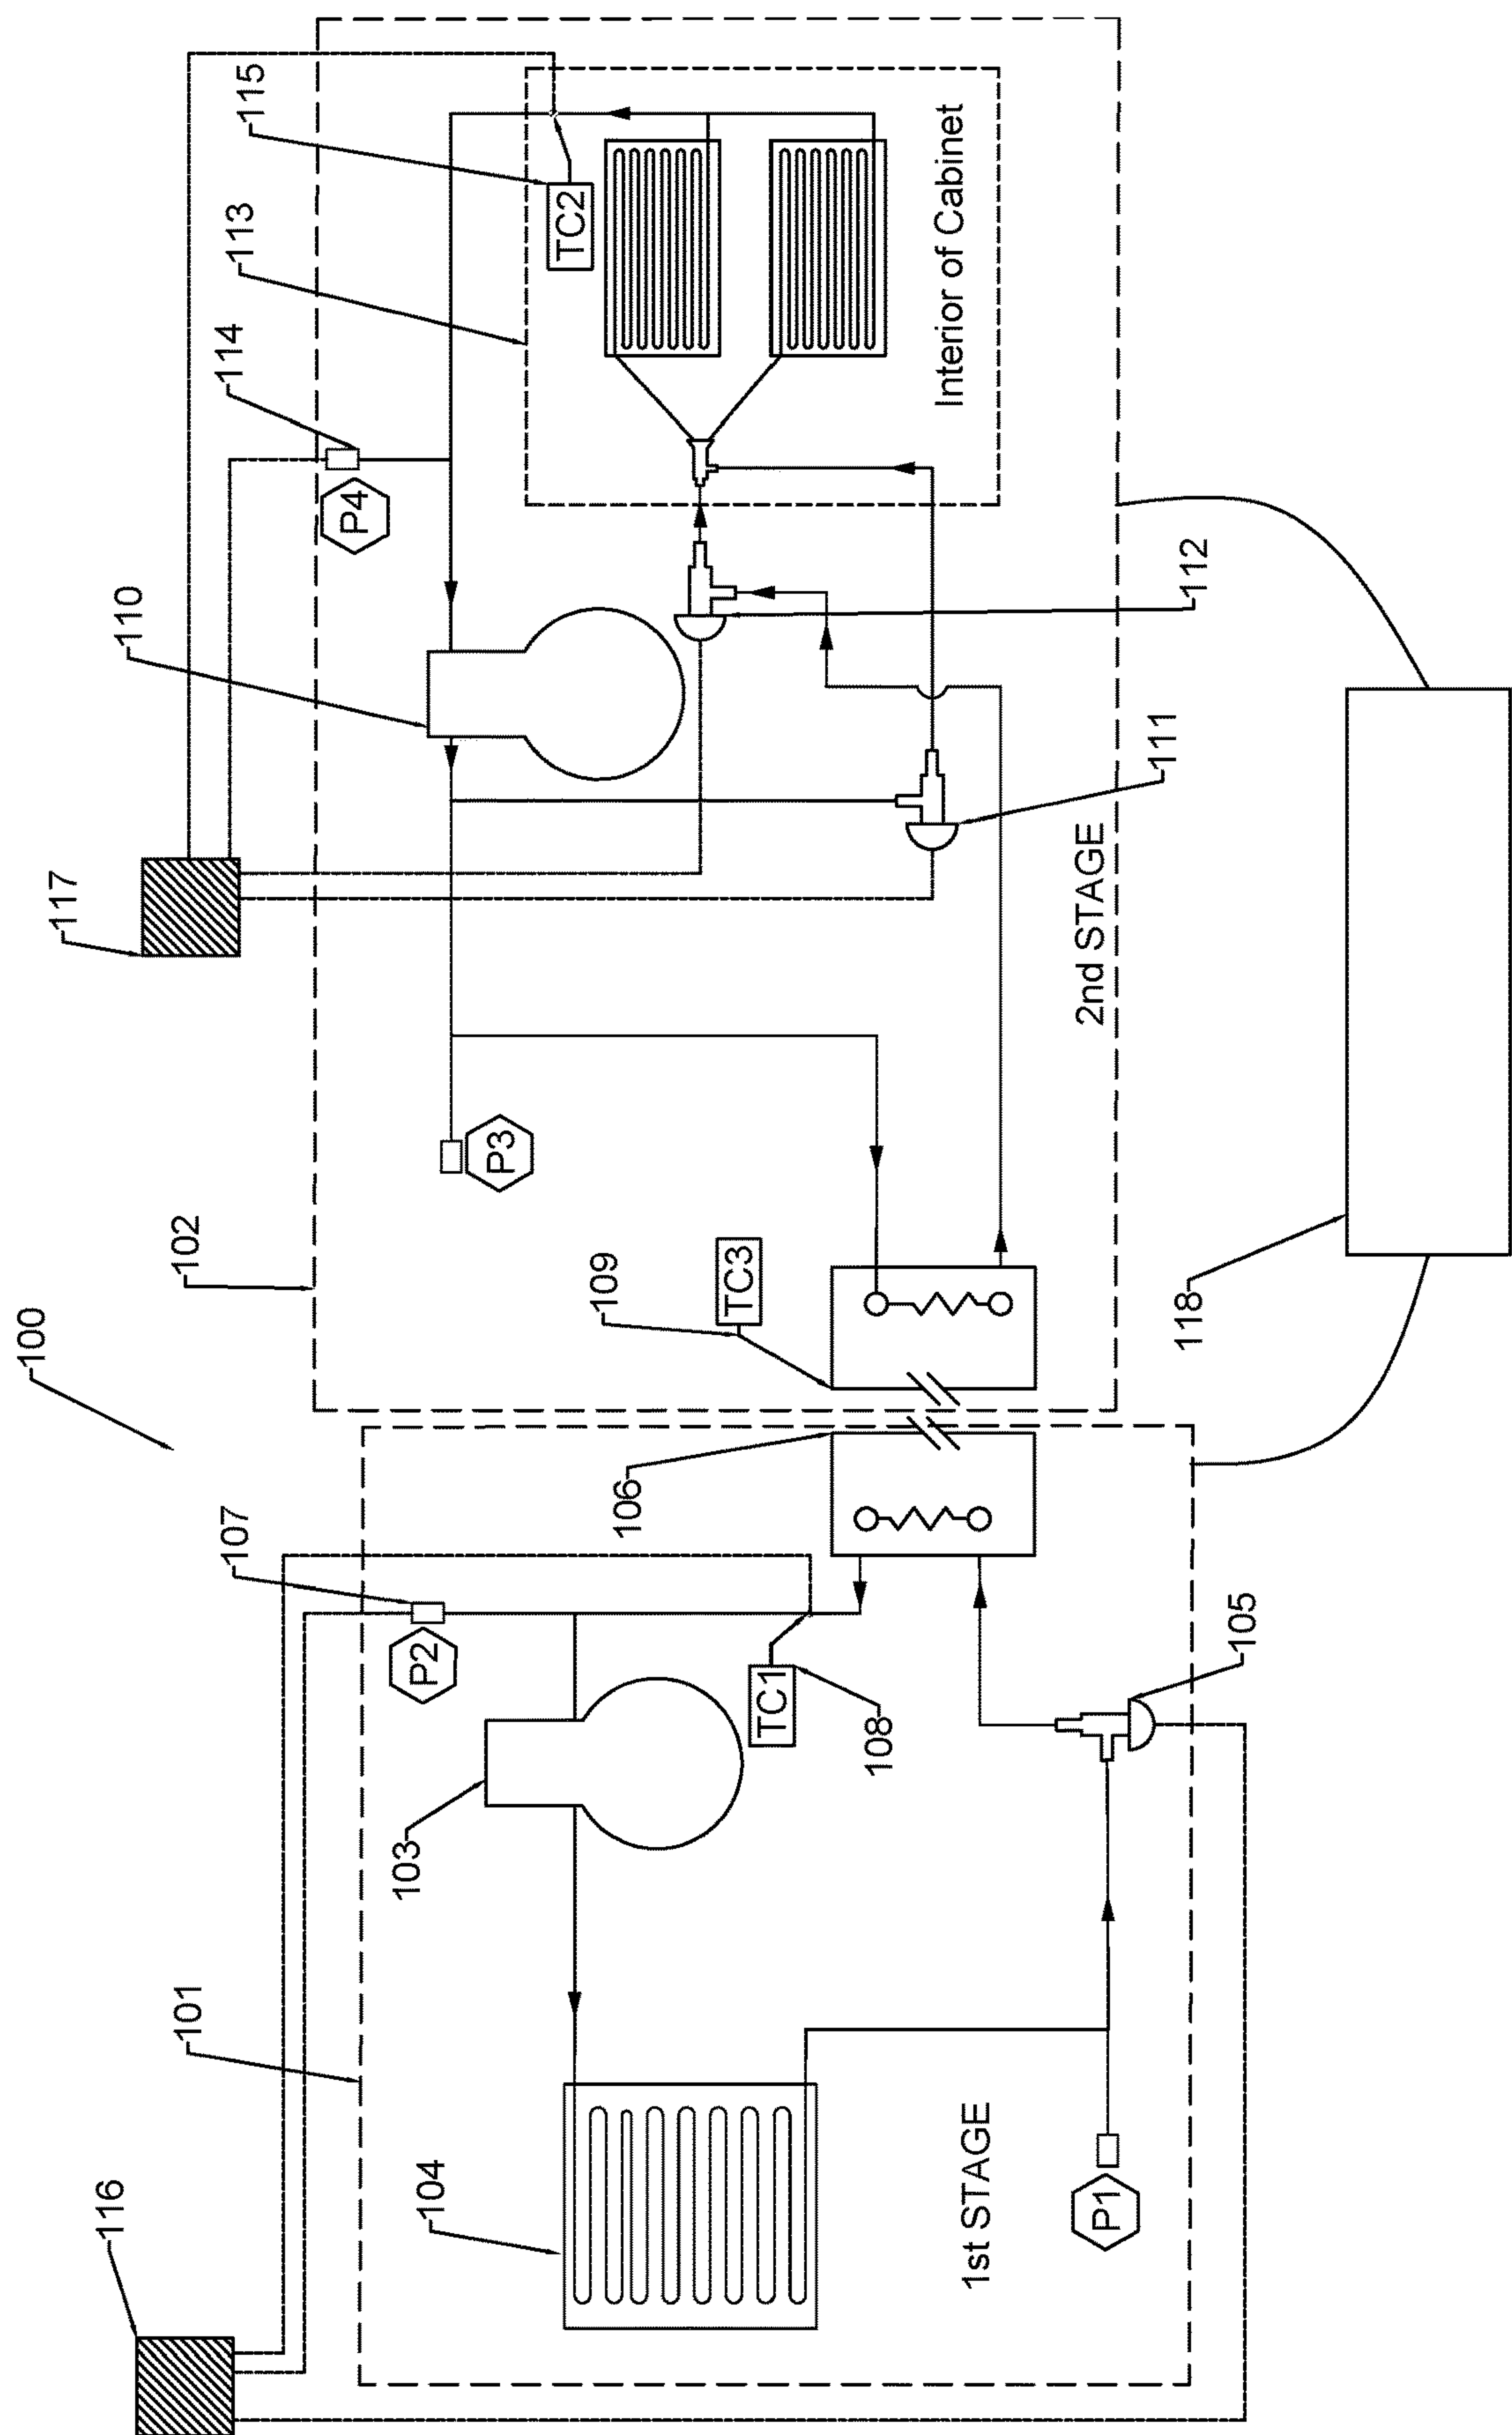 100
116
101
107
102
117
110
114
113
115
104
103
P2
P3
P4
TC2
TC1
108
106
109
TC3
Interior of Cabinet
112
111
1st STAGE
2nd STAGE
P1
105
118